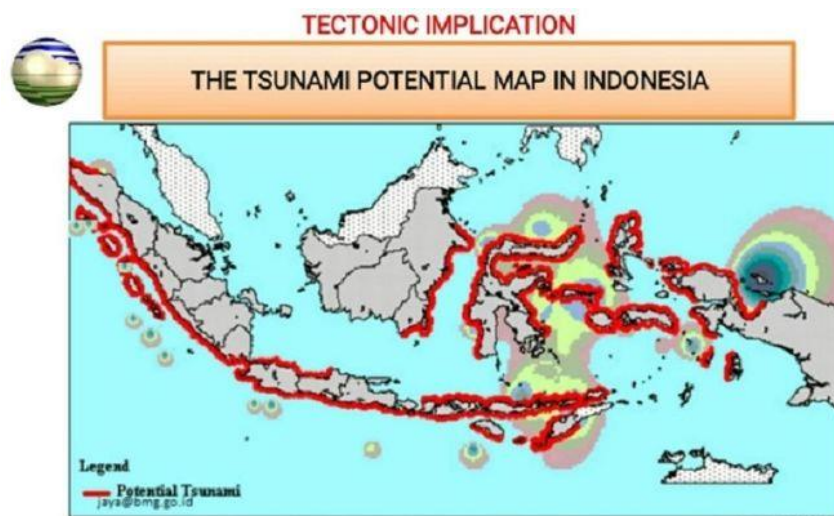 TECTONIC IMPLICATION
THE TSUNAMI POTENTIAL MAP IN INDONESIA
Legend
Potential Tsunami
jaya@bmg.go.id